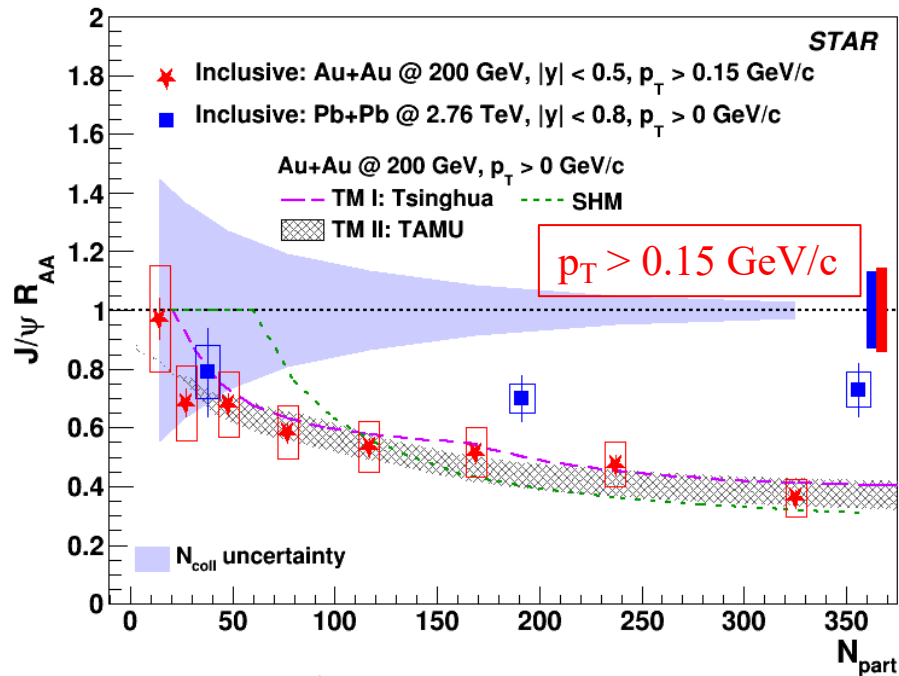 STAR
Inclusive: Au+Au @ 200 GeV, |y| < 0.5, p_T > 0.15 GeV/c
Inclusive: Pb+Pb @ 2.76 TeV, |y| < 0.8, p_T > 0 GeV/c
Au+Au @ 200 GeV, p_T > 0 GeV/c
TM I: Tsinghua
SHM
TM II: TAMU
p_T > 0.15 GeV/c
N_coll uncertainty
J/ψ R_AA
2
1.8
1.6
1.4
1.2
1
0.8
0.6
0.4
0.2
0
0 50 100 150 200 250 300 350
N_part